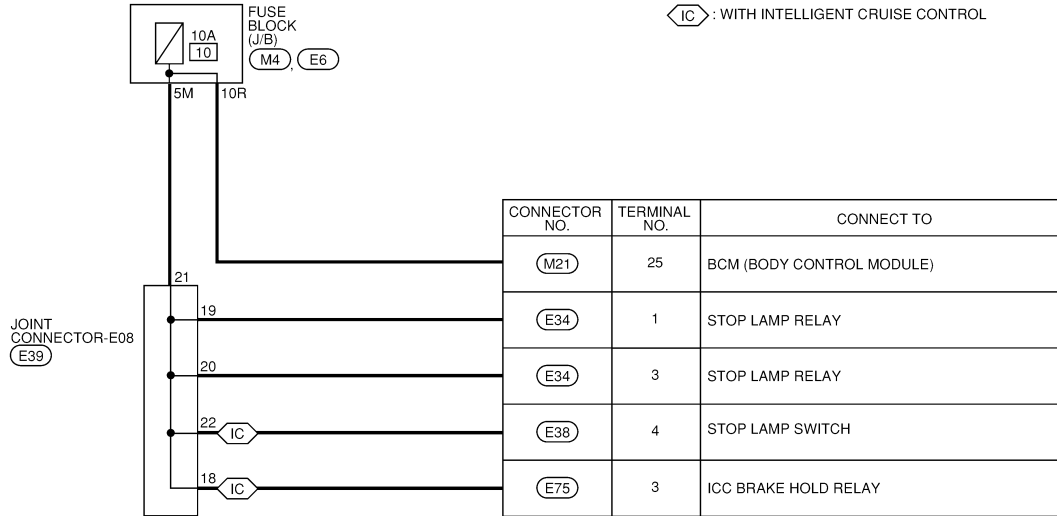 FUSE
BLOCK
(J/B)
M4, E6
10A
10
5M
10R
IC : WITH INTELLIGENT CRUISE CONTROL
CONNECTOR NO. TERMINAL NO. CONNECT TO
M21 25 BCM (BODY CONTROL MODULE)
E34 1 STOP LAMP RELAY
E34 3 STOP LAMP RELAY
E38 4 STOP LAMP SWITCH
E75 3 ICC BRAKE HOLD RELAY
JOINT
CONNECTOR-E08
E39
21
19
20
22 IC
18 IC